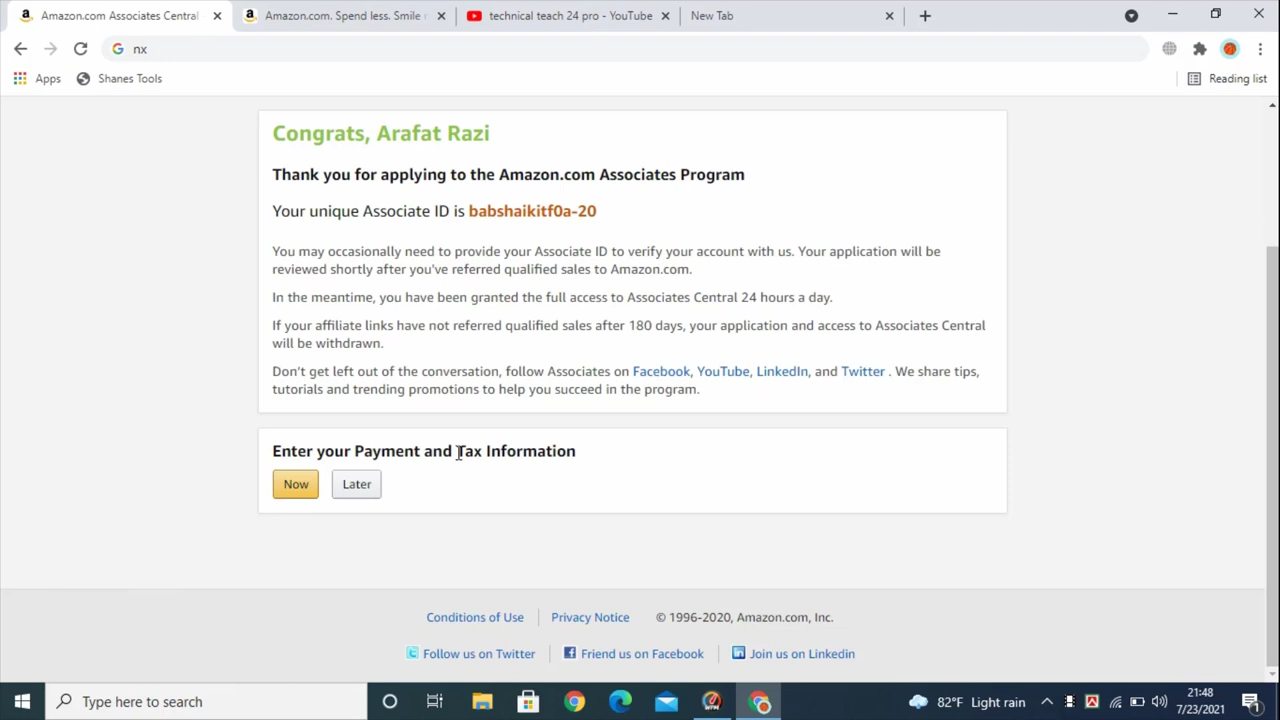 Amazon.com Associates Central -
Amazon.com. Spend less. Smile
technical teach 24 pro - YouTube
New Tab
nx
Apps
Shanes Tools
Reading list
Congrats, Arafat Razi
Thank you for applying to the Amazon.com Associates Program
Your unique Associate ID is babshaikitf0a-20
You may occasionally need to provide your Associate ID to verify your account with us. Your application will be
reviewed shortly after you've referred qualified sales to Amazon.com.
In the meantime, you have been granted the full access to Associates Central 24 hours a day.
If your affiliate links have not referred qualified sales after 180 days, your application and access to Associates Central
will be withdrawn.
Don't get left out of the conversation, follow Associates on Facebook, YouTube, LinkedIn, and Twitter . We share tips,
tutorials and trending promotions to help you succeed in the program.
Enter your Payment and Tax Information
Now
Later
Conditions of Use
Privacy Notice
© 1996-2020, Amazon.com, Inc.
Follow us on Twitter
Friend us on Facebook
Join us on Linkedin
Type here to search
82°F Light rain
21:48
7/23/2021